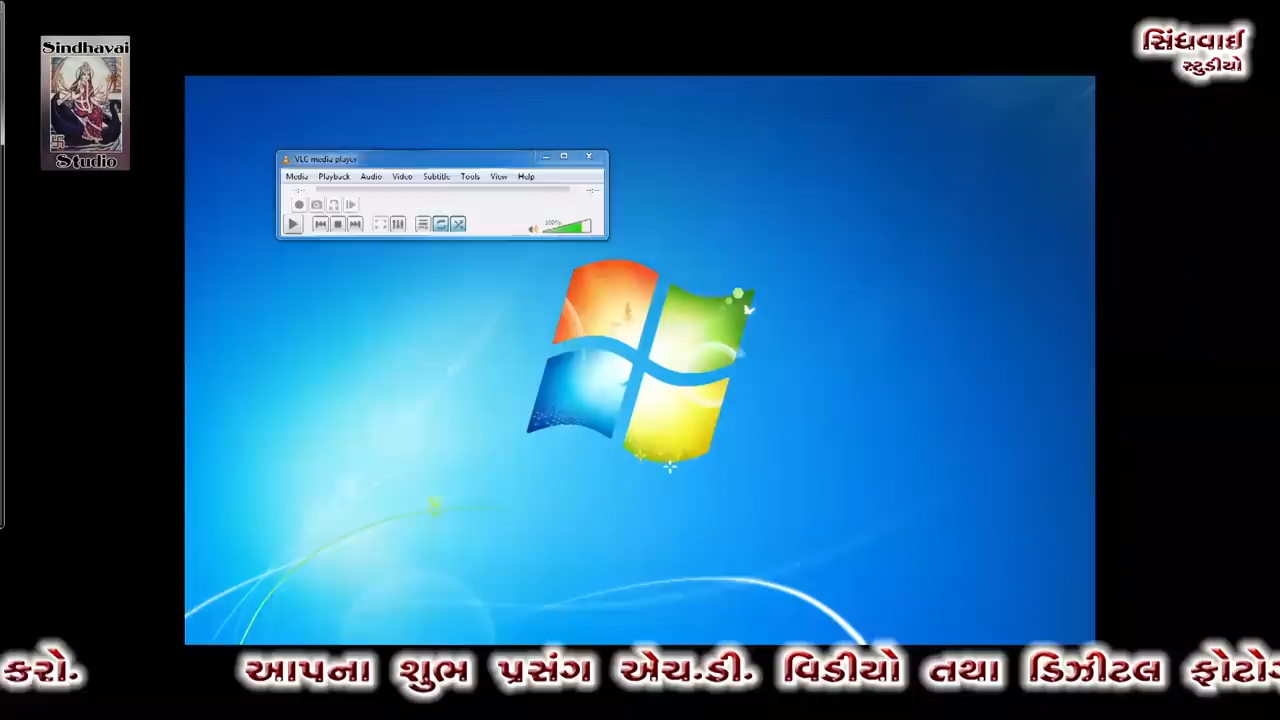 Sindhavai
Studio
સિંધવાઈ
સ્ટુડીયો
VLC media player
Media Playback Audio Video Subtitle Tools View Help
100%
કરો. આપના શુભ પ્રસંગ એચ.ડી. વિડીયો તથા ડિઝીટલ